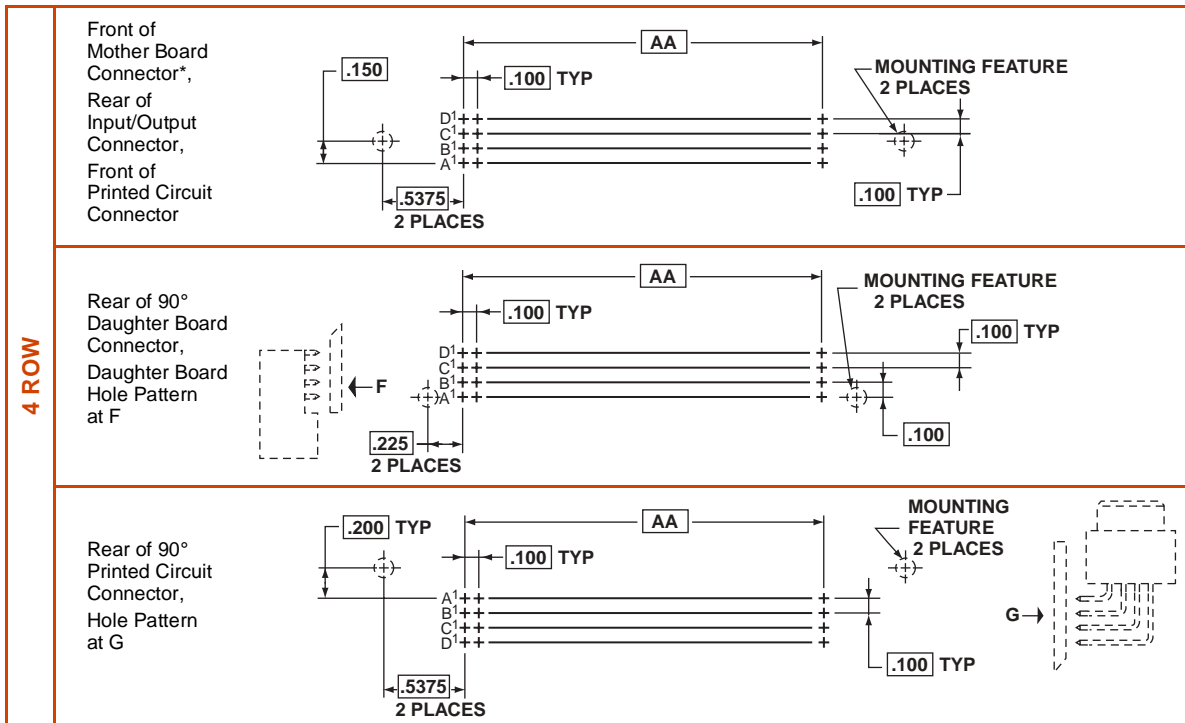 4 ROW
Front of
Mother Board
Connector*,
Rear of
Input/Output
Connector,
Front of
Printed Circuit
Connector
.150
AA
.100 TYP
MOUNTING FEATURE
2 PLACES
D1
C1
B1
A1
.5375
2 PLACES
.100 TYP
Rear of 90°
Daughter Board
Connector,
Daughter Board
Hole Pattern
at F
F
AA
.100 TYP
MOUNTING FEATURE
2 PLACES
.100 TYP
D1
C1
B1
A1
.225
2 PLACES
.100
Rear of 90°
Printed Circuit
Connector,
Hole Pattern
at G
.200 TYP
AA
.100 TYP
MOUNTING
FEATURE
2 PLACES
A1
B1
C1
D1
G
.5375
2 PLACES
.100 TYP